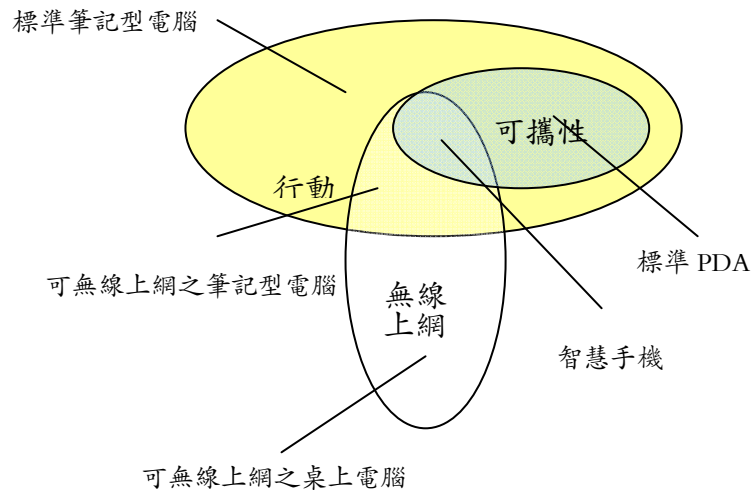 標準筆記型電腦
可攜性
行動
標準 PDA
可無線上網之筆記型電腦
無線
上網
智慧手機
可無線上網之桌上電腦